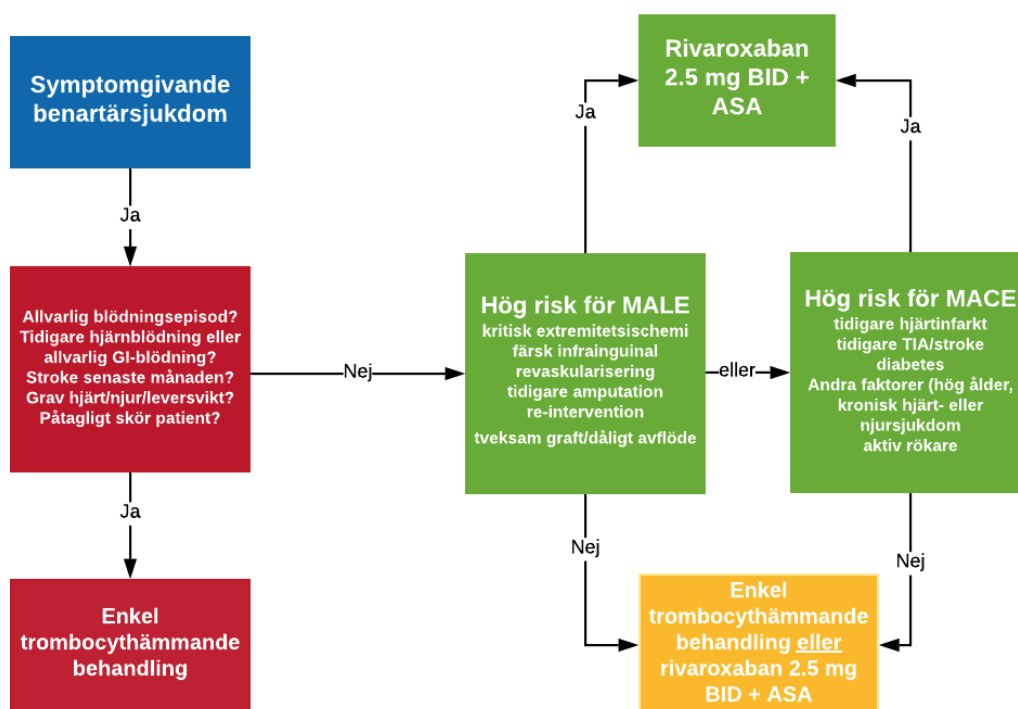 Symptomgivande
benartärsjukdom
Ja
Allvarlig blödningsepisod?
Tidigare hjärnblödning eller
allvarlig GI-blödning?
Stroke senaste månaden?
Grav hjärt/njur/leversvikt?
Påtagligt skör patient?
Ja
Enkel
trombocythämmande
behandling
Nej
Hög risk för MALE
kritisk extremitetsischemi
färsk infrainguinal
revaskularisering
tidigare amputation
re-intervention
tveksam graft/dåligt avflöde
eller
Hög risk för MACE
tidigare hjärtinfarkt
tidigare TIA/stroke
diabetes
Andra faktorer (hög ålder,
kronisk hjärt- eller
njursjukdom
aktiv rökare
Ja
Ja
Rivaroxaban
2.5 mg BID +
ASA
Nej
Nej
Enkel
trombocythämmande
behandling eller
rivaroxaban 2.5 mg
BID + ASA